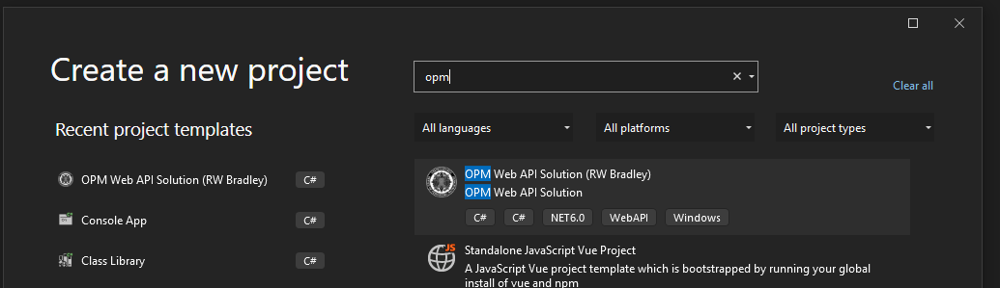 Create a new project
opm
Clear all
Recent project templates
All languages
All platforms
All project types
OPM Web API Solution (RW Bradley)
C#
Console App
C#
Class Library
C#
OPM Web API Solution (RW Bradley)
OPM Web API Solution
C#
C#
NET6.0
WebAPI
Windows
JS
Standalone JavaScript Vue Project
A JavaScript Vue project template which is bootstrapped by running your global
install of vue and npm